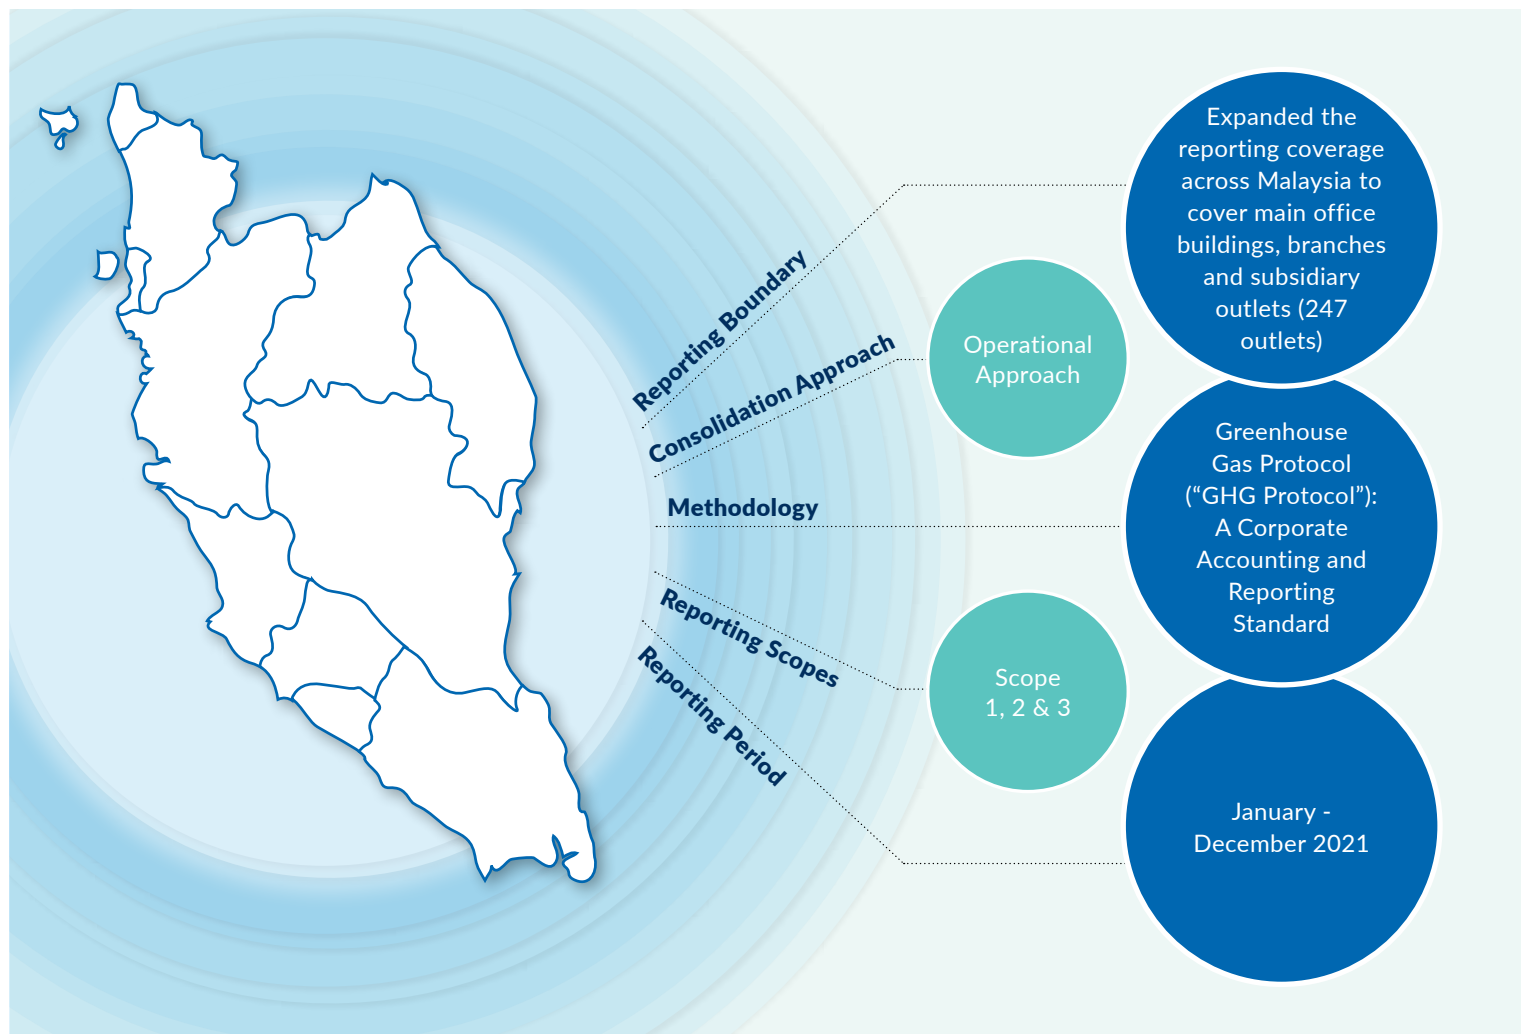 Reporting Boundary
Expanded the
reporting coverage
across Malaysia to
cover main office
buildings, branches
and subsidiary
outlets (247
outlets)
Consolidation Approach
Operational
Approach
Methodology
Greenhouse
Gas Protocol
(“GHG Protocol”):
A Corporate
Accounting and
Reporting
Standard
Reporting Scopes
Scope
1, 2 & 3
Reporting Period
January -
December 2021